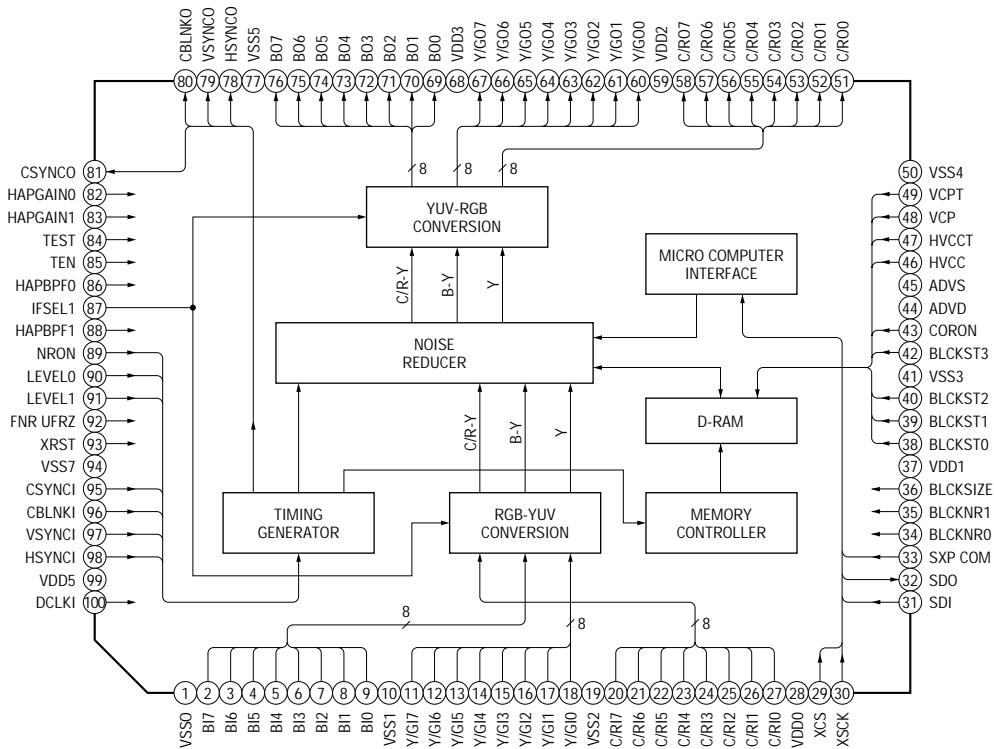 CBLNKO
VSYNCO
HSYNCO
VSS5
BO7
BO6
BO5
BO4
BO3
BO2
BO1
BO0
VDD3
Y/GO7
Y/GO6
Y/GO5
Y/GO4
Y/GO3
Y/GO2
Y/GO1
Y/GO0
VDD2
C/RO7
C/RO6
C/RO5
C/RO4
C/RO3
C/RO2
C/RO1
C/RO0
80 79 78 77 76 75 74 73 72 71 70 69 68 67 66 65 64 63 62 61 60 59 58 57 56 55 54 53 52 51
CSYNCO 81
HAPGAIN0 82
HAPGAIN1 83
TEST 84
TEN 85
HAPBPF0 86
IFSEL1 87
HAPBPF1 88
NRON 89
LEVEL0 90
LEVEL1 91
FNR UFRZ 92
XRST 93
VSS7 94
CSYNCI 95
CBLNKI 96
VSYNCI 97
HSYNCI 98
VDD5 99
DCLKI 100
8 8 8
YUV-RGB
CONVERSION
C/R-Y
B-Y
Y
MICRO COMPUTER
INTERFACE
NOISE
REDUCER
C/R-Y
B-Y
Y
D-RAM
TIMING
GENERATOR
RGB-YUV
CONVERSION
MEMORY
CONTROLLER
8 8 8
50 VSS4
49 VCPT
48 VCP
47 HVCCT
46 HVCC
45 ADVS
44 ADVD
43 CORON
42 BLCKST3
41 VSS3
40 BLCKST2
39 BLCKST1
38 BLCKST0
37 VDD1
36 BLCKSIZE
35 BLCKNR1
34 BLCKNR0
33 SXP COM
32 SDO
31 SDI
1 2 3 4 5 6 7 8 9 10 11 12 13 14 15 16 17 18 19 20 21 22 23 24 25 26 27 28 29 30
VSS0
BI7
BI6
BI5
BI4
BI3
BI2
BI1
BI0
VSS1
Y/GI7
Y/GI6
Y/GI5
Y/GI4
Y/GI3
Y/GI2
Y/GI1
Y/GI0
VSS2
C/RI7
C/RI6
C/RI5
C/RI4
C/RI3
C/RI2
C/RI1
C/RI0
VDD0
XCS
XSCK